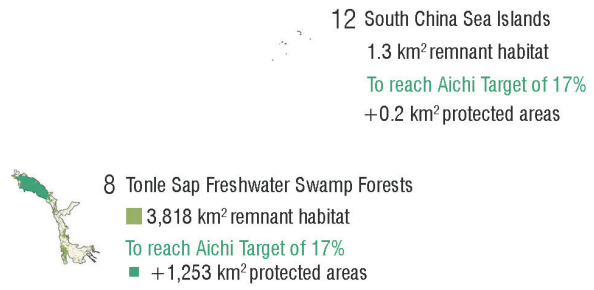 12 South China Sea Islands
1.3 km² remnant habitat
To reach Aichi Target of 17%
+0.2 km² protected areas
8 Tonle Sap Freshwater Swamp Forests
3,818 km² remnant habitat
To reach Aichi Target of 17%
+1,253 km² protected areas